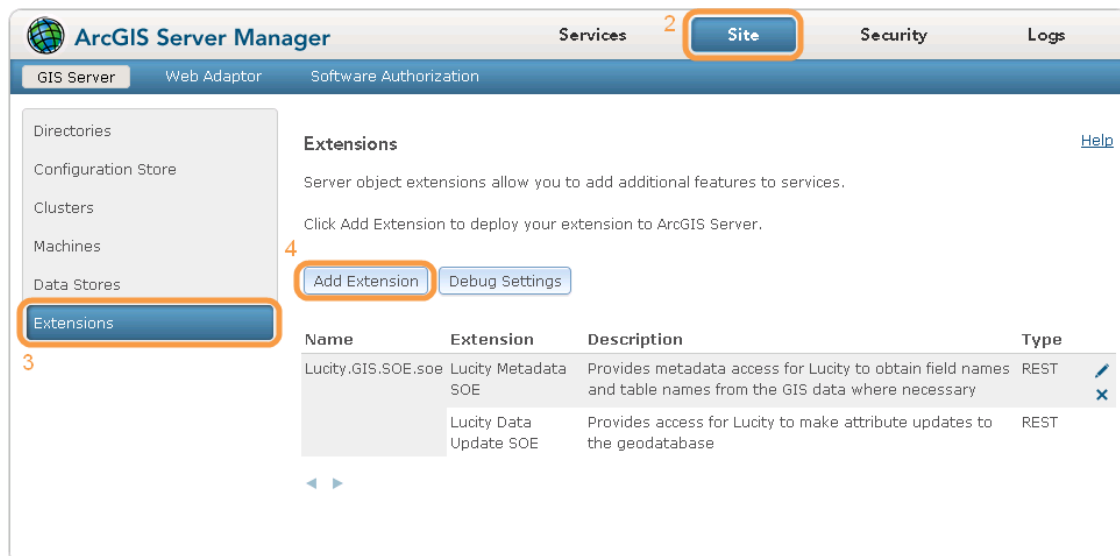 ArcGIS Server Manager
Services
2
Site
Security
Logs
GIS Server
Web Adaptor
Software Authorization
Directories
Configuration Store
Clusters
Machines
Data Stores
Extensions
3
Extensions
Help
Server object extensions allow you to add additional features to services.
Click Add Extension to deploy your extension to ArcGIS Server.
4
Add Extension
Debug Settings
Name Extension Description Type
Lucity.GIS.SOE.soe Lucity Metadata Provides metadata access for Lucity to obtain field names REST
SOE and table names from the GIS data where necessary
Lucity Data Provides access for Lucity to make attribute updates to REST
Update SOE the geodatabase